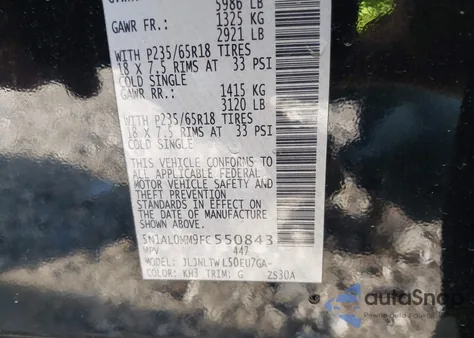 5986 LB
GAWR FR.: 1325 KG
2921 LB
WITH P235/65R18 TIRES
18 X 7.5 RIMS AT 33 PSI
COLD SINGLE
GAWR RR.: 1415 KG
3120 LB
WITH P235/65R18 TIRES
18 X 7.5 RIMS AT 33 PSI
COLD SINGLE
THIS VEHICLE CONFORMS TO
ALL APPLICABLE FEDERAL
MOTOR VEHICLE SAFETY AND
THEFT PREVENTION
STANDARDS IN EFFECT ON
THE DATE OF MANUFACTURE
SHOWN ABOVE.
5N1AL0MM9FC550843
MPV 447
MODEL: JLJNLTWL50EU7GA-
COLOR: KH3 TRIM: G ZS30A
autoSnap